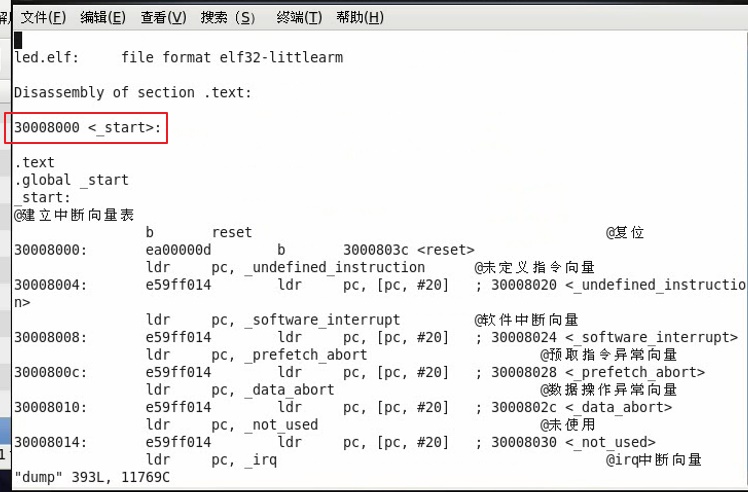 文件(F) 编辑(E) 查看(V) 搜索 (S) 终端(T) 帮助(H)
led.elf: file format elf32-littlearm
Disassembly of section .text:
30008000 <_start>:
.text
.global _start
_start:
@建立中断向量表
b reset @复位
30008000: ea00000d b 3000803c <reset>
ldr pc, _undefined_instruction @未定义指令向量
30008004: e59ff014 ldr pc, [pc, #20] ; 30008020 <_undefined_instructio
n>
ldr pc, _software_interrupt @软件中断向量
30008008: e59ff014 ldr pc, [pc, #20] ; 30008024 <_software_interrupt>
ldr pc, _prefetch_abort @预取指令异常向量
3000800c: e59ff014 ldr pc, [pc, #20] ; 30008028 <_prefetch_abort>
ldr pc, _data_abort @数据操作异常向量
30008010: e59ff014 ldr pc, [pc, #20] ; 3000802c <_data_abort>
ldr pc, _not_used @未使用
30008014: e59ff014 ldr pc, [pc, #20] ; 30008030 <_not_used>
ldr pc, _irq @irq中断向量
"dump" 393L, 11769C